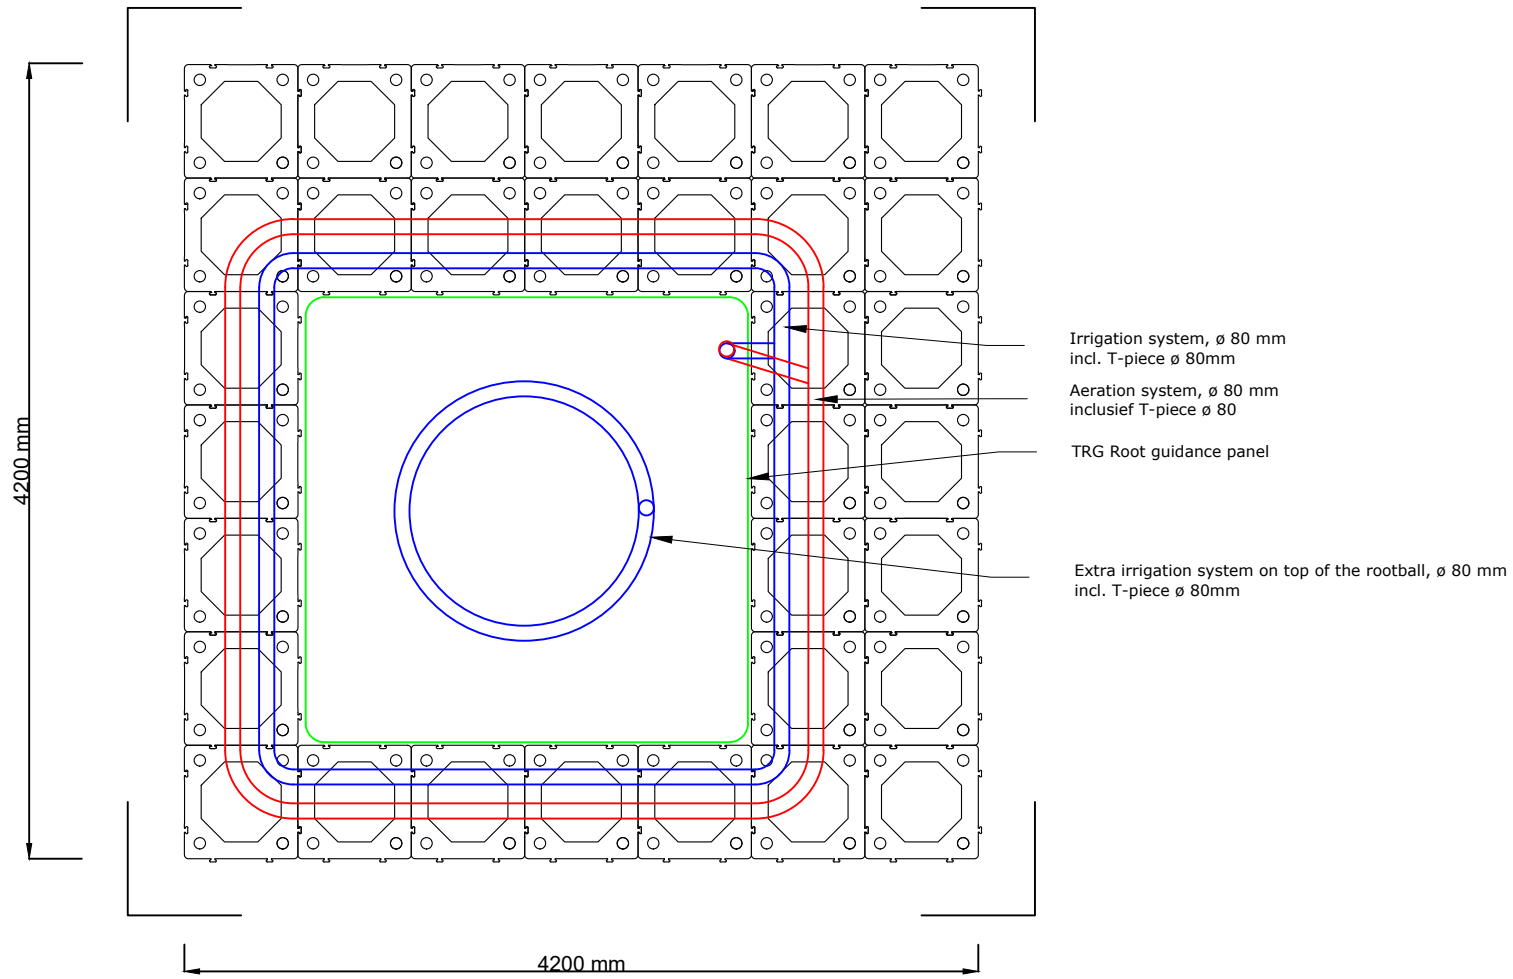 4200 mm
Irrigation system, ø 80 mm
incl. T-piece ø 80mm
Aeration system, ø 80 mm
inclusief T-piece ø 80
TRG Root guidance panel
Extra irrigation system on top of the rootball, ø 80 mm
incl. T-piece ø 80mm
4200 mm